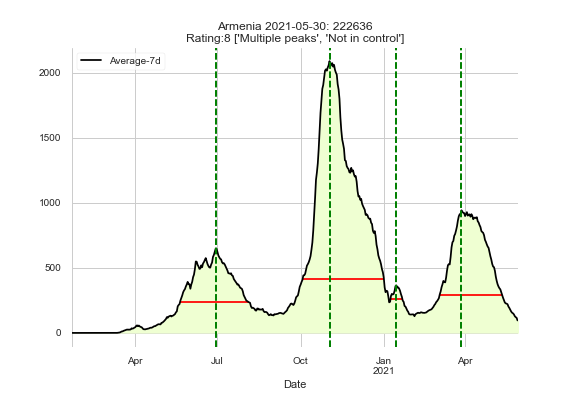 Armenia 2021-05-30: 222636
Rating:8 ['Multiple peaks', 'Not in control']
Average-7d
2000
1500
1000
500
0
Apr
Jul
Oct
Jan
2021
Apr
Date